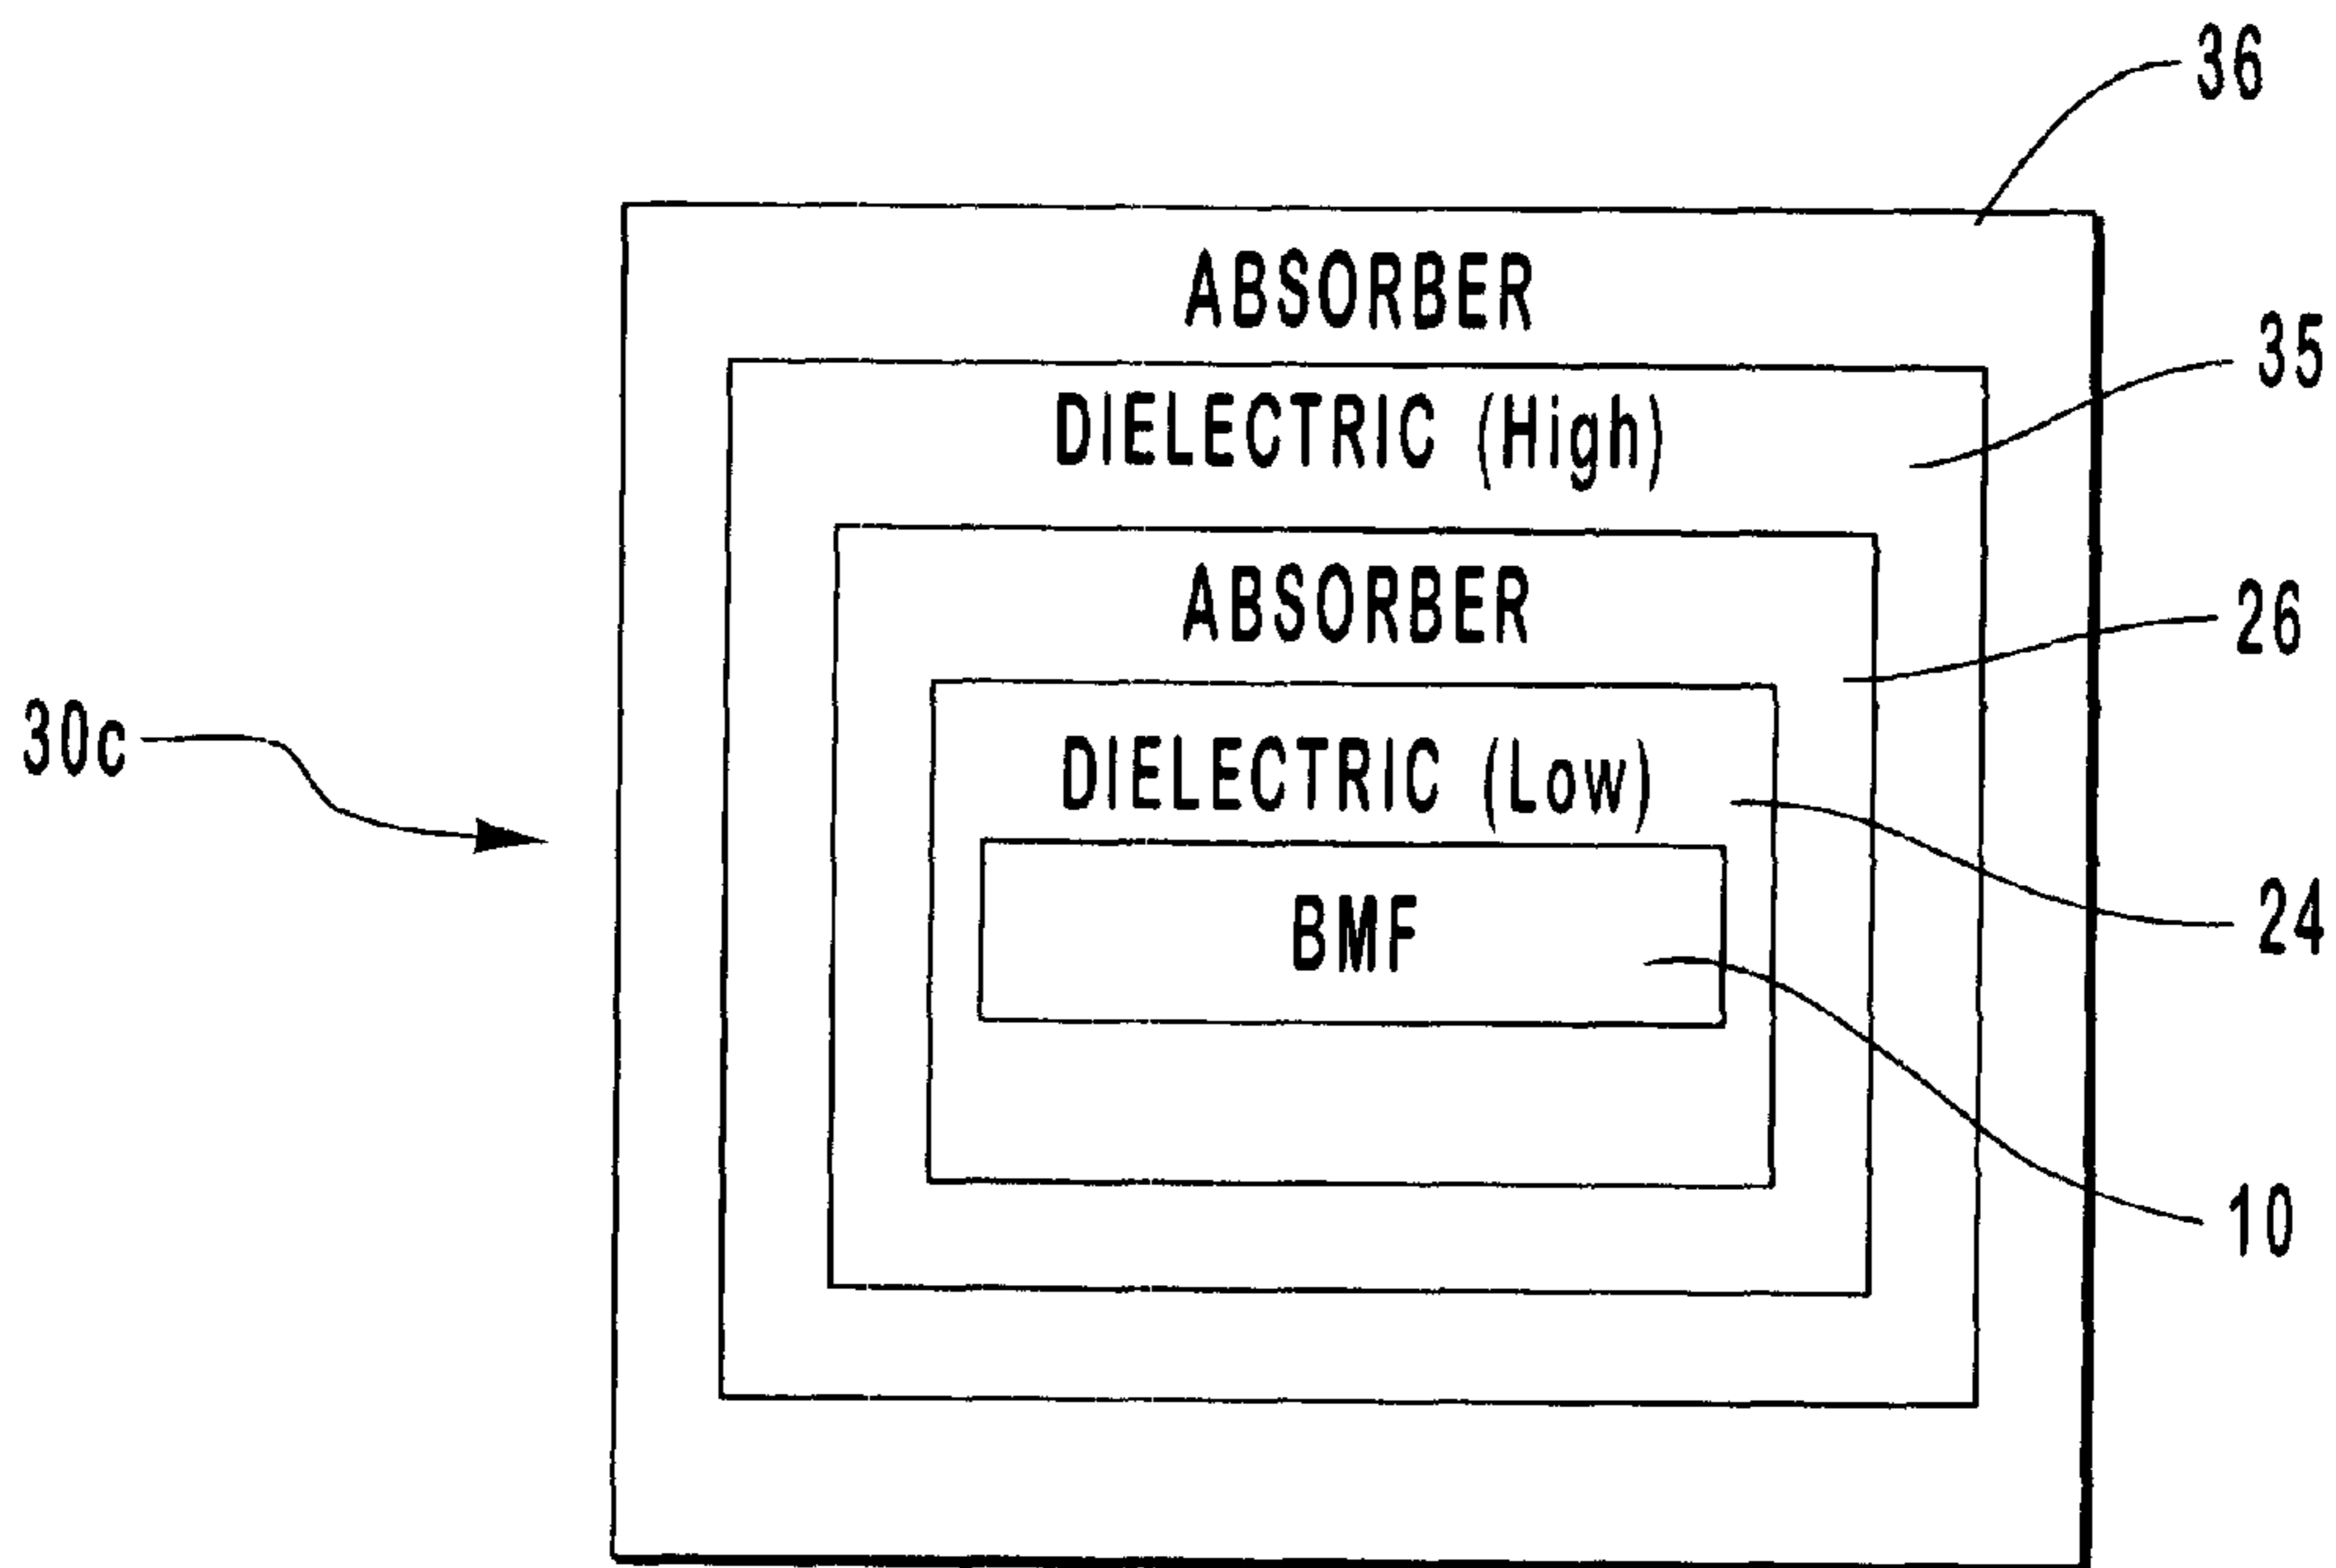 36
ABSORBER
35
DIELECTRIC (High)
ABSORBER
26
30c
DIELECTRIC (Low)
24
BMF
10